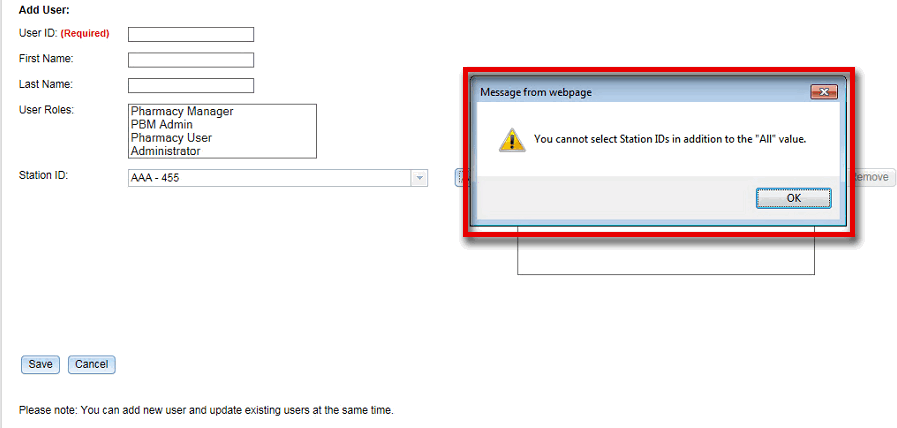 Add User:
User ID: (Required)
First Name:
Last Name:
User Roles:
Pharmacy Manager
PBM Admin
Pharmacy User
Administrator
Station ID:
AAA - 455
Message from webpage
You cannot select Station IDs in addition to the "All" value.
OK
Save Cancel
Please note: You can add new user and update existing users at the same time.